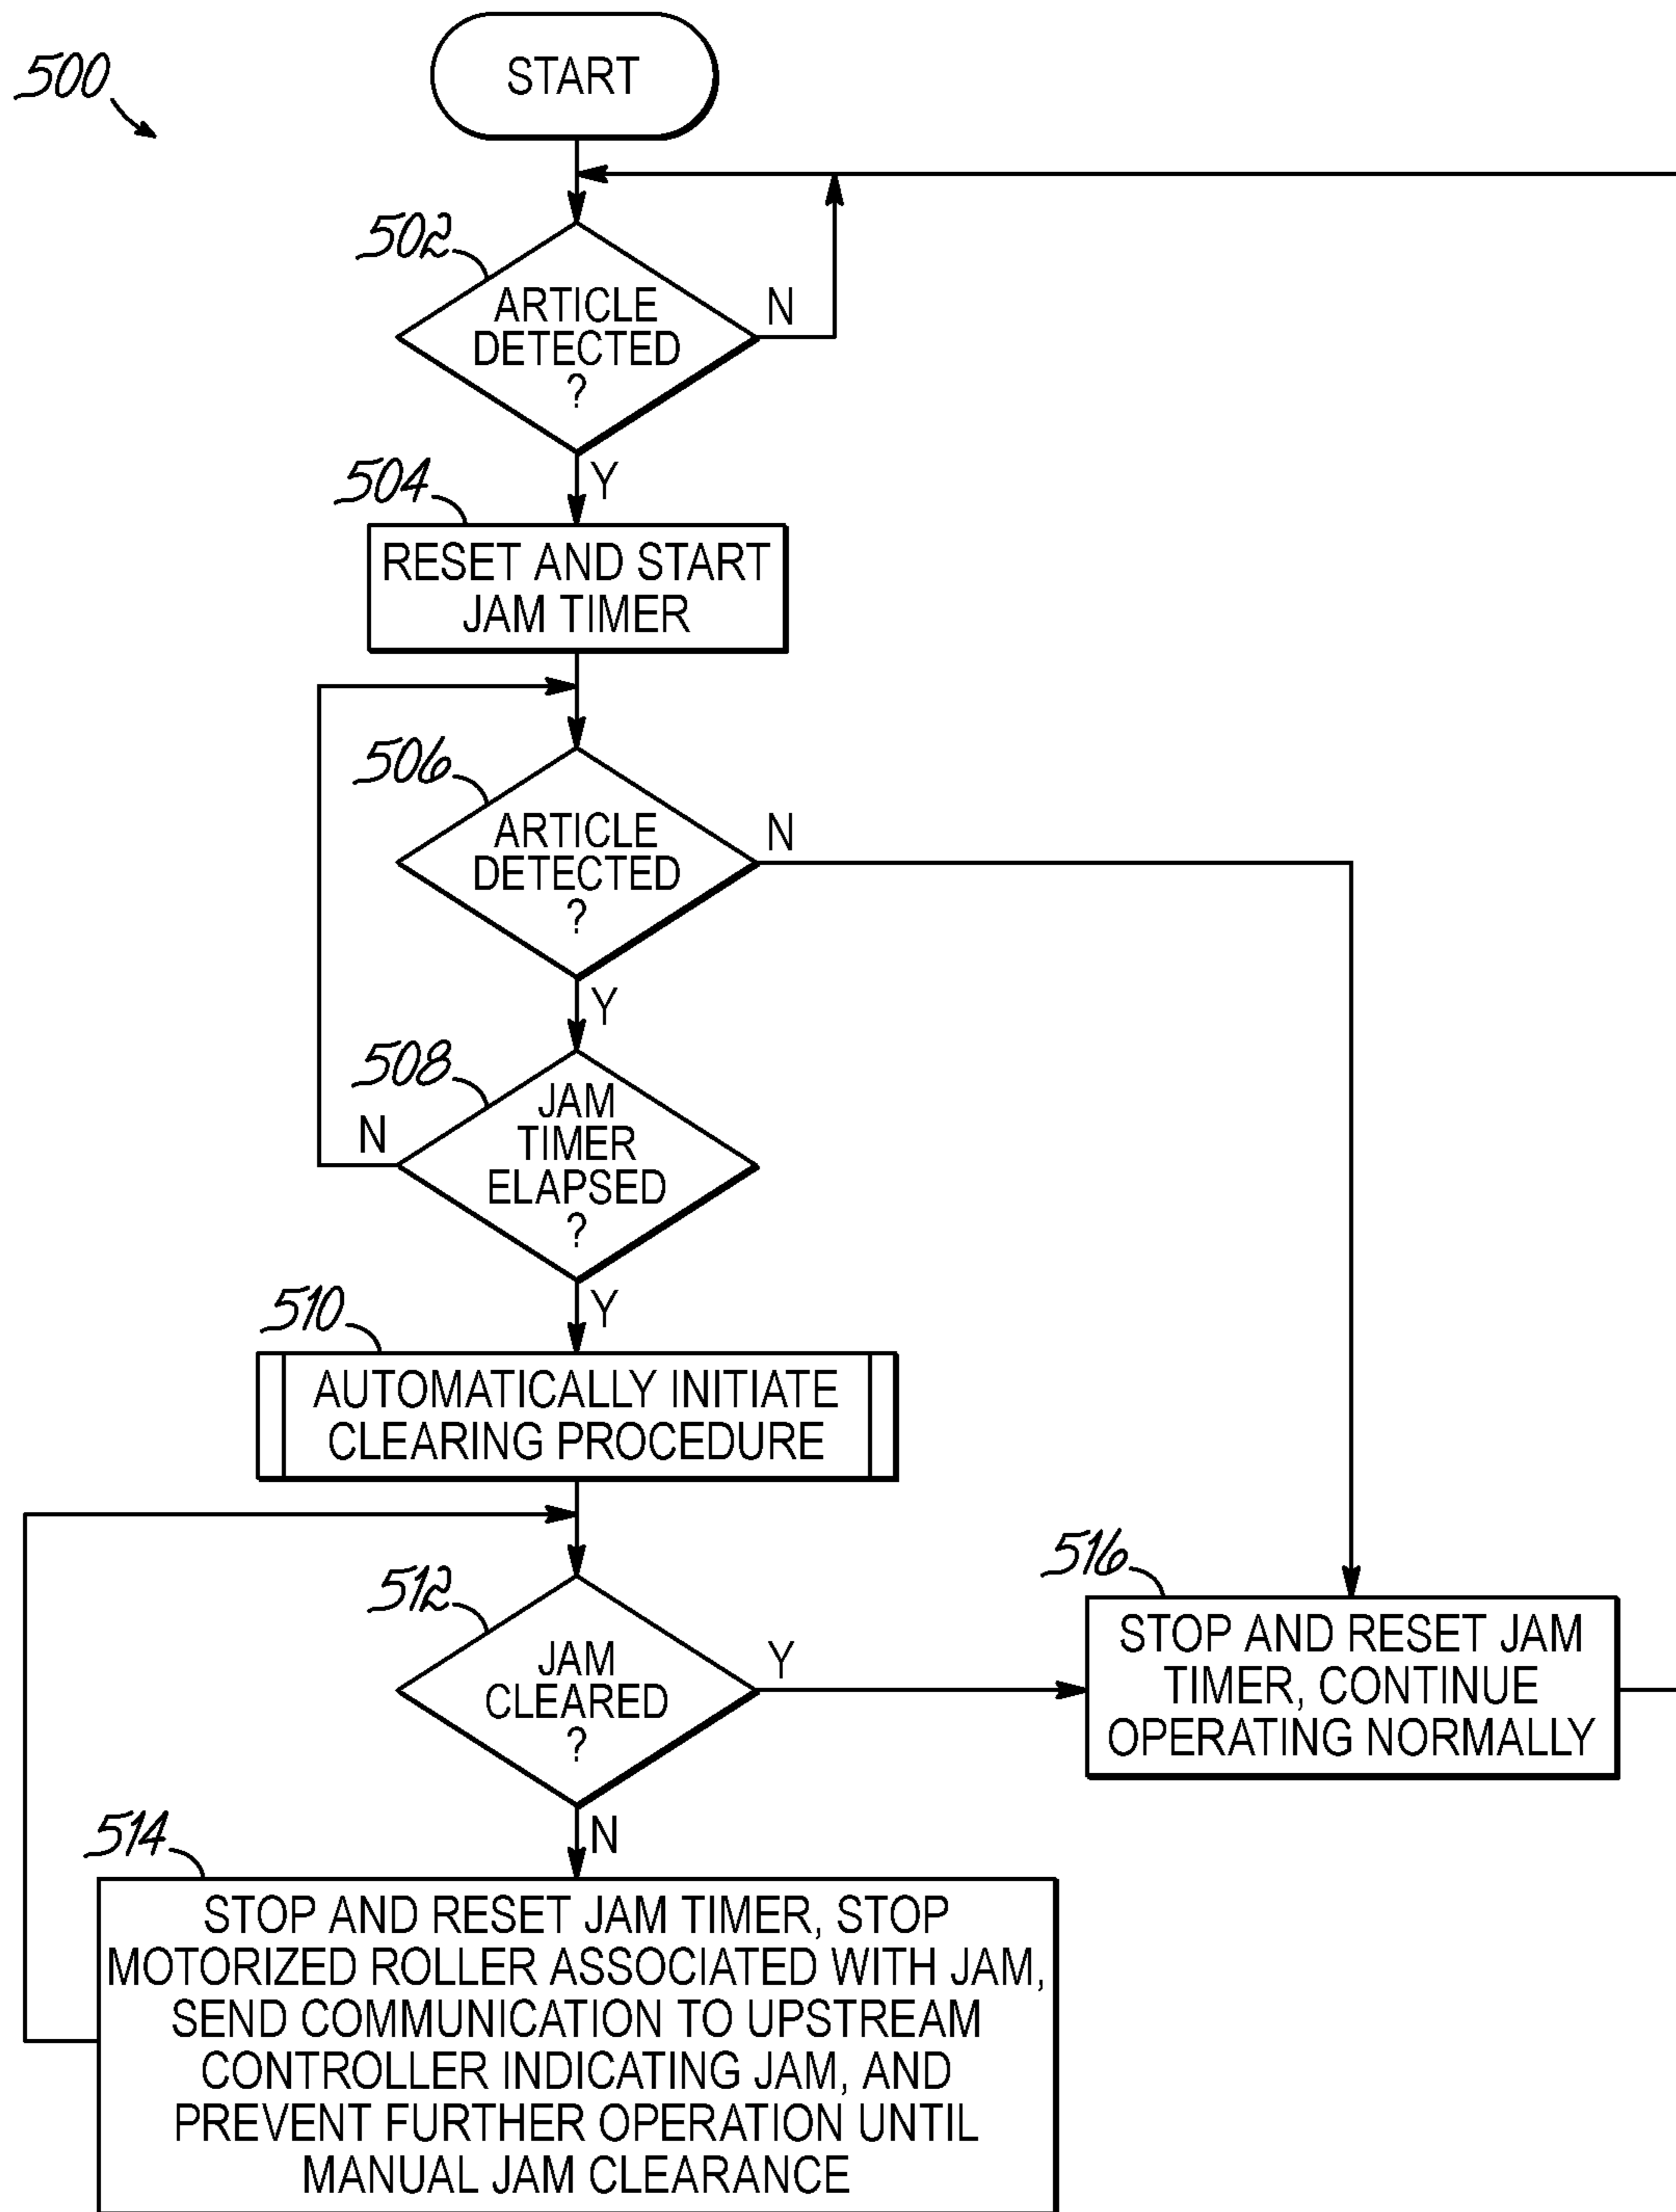 500
START
502
ARTICLE
DETECTED
?
N
Y
504
RESET AND START
JAM TIMER
506
ARTICLE
DETECTED
?
N
Y
508
JAM
TIMER
ELAPSED
?
N
Y
510
AUTOMATICALLY INITIATE
CLEARING PROCEDURE
512
JAM
CLEARED
?
Y
N
516
STOP AND RESET JAM
TIMER, CONTINUE
OPERATING NORMALLY
514
STOP AND RESET JAM TIMER, STOP
MOTORIZED ROLLER ASSOCIATED WITH JAM,
SEND COMMUNICATION TO UPSTREAM
CONTROLLER INDICATING JAM, AND
PREVENT FURTHER OPERATION UNTIL
MANUAL JAM CLEARANCE